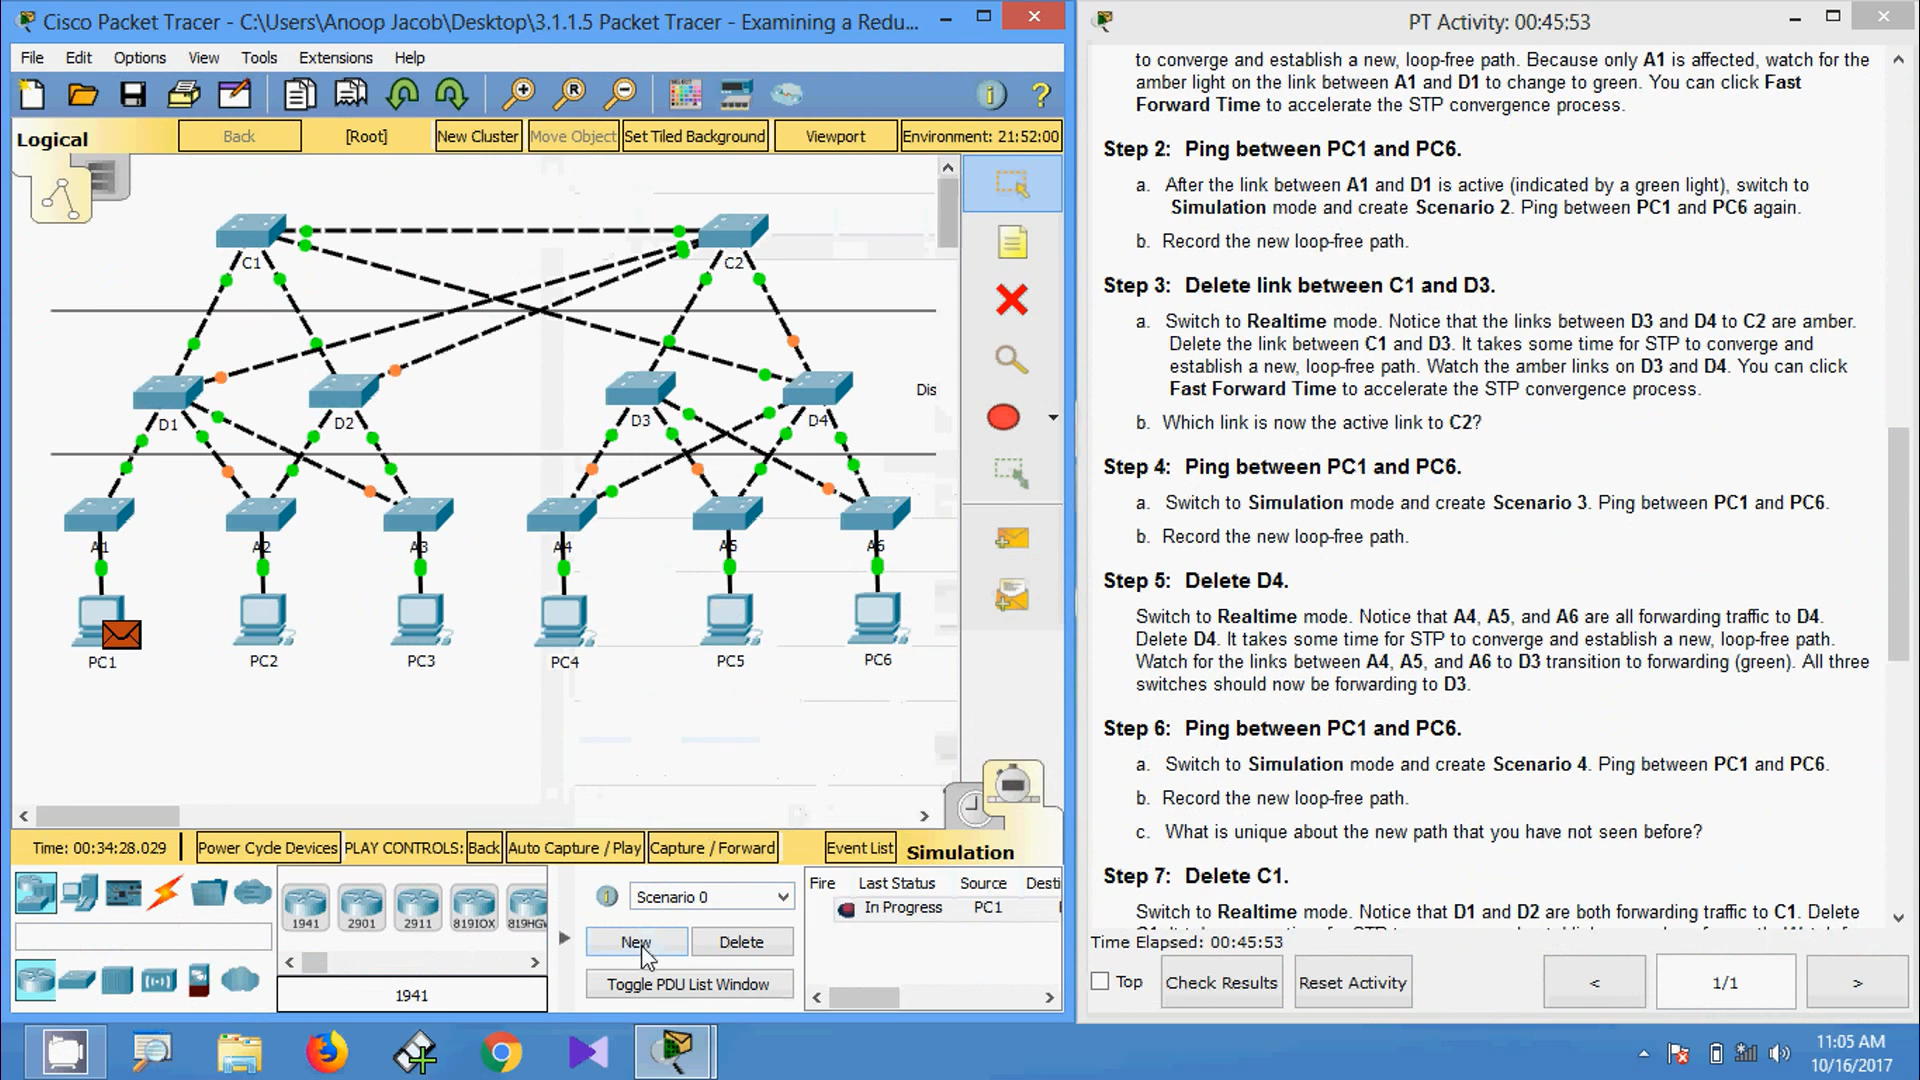 Cisco Packet Tracer - C:\Users\Anoop Jacob\Desktop\3.1.1.5 Packet Tracer - Examining a Redu...
File Edit Options View Tools Extensions Help
Logical Back [Root] New Cluster Move Object Set Tiled Background Viewport Environment: 21:52:00
C1 C2
Dis
D1 D2 D3 D4
A1 A2 A3 A4 A5 A6
PC1 PC2 PC3 PC4 PC5 PC6
Time: 00:34:28.029 Power Cycle Devices PLAY CONTROLS: Back Auto Capture / Play Capture / Forward Event List Simulation
1941 2901 2911 819IOX 819HGW
1941
Scenario 0
New Delete
Toggle PDU List Window
Fire Last Status Source Desti
In Progress PC1
PT Activity: 00:45:53
to converge and establish a new, loop-free path. Because only A1 is affected, watch for the
amber light on the link between A1 and D1 to change to green. You can click Fast
Forward Time to accelerate the STP convergence process.
Step 2: Ping between PC1 and PC6.
a. After the link between A1 and D1 is active (indicated by a green light), switch to
Simulation mode and create Scenario 2. Ping between PC1 and PC6 again.
b. Record the new loop-free path.
Step 3: Delete link between C1 and D3.
a. Switch to Realtime mode. Notice that the links between D3 and D4 to C2 are amber.
Delete the link between C1 and D3. It takes some time for STP to converge and
establish a new, loop-free path. Watch the amber links on D3 and D4. You can click
Fast Forward Time to accelerate the STP convergence process.
b. Which link is now the active link to C2?
Step 4: Ping between PC1 and PC6.
a. Switch to Simulation mode and create Scenario 3. Ping between PC1 and PC6.
b. Record the new loop-free path.
Step 5: Delete D4.
Switch to Realtime mode. Notice that A4, A5, and A6 are all forwarding traffic to D4.
Delete D4. It takes some time for STP to converge and establish a new, loop-free path.
Watch for the links between A4, A5, and A6 to D3 transition to forwarding (green). All three
switches should now be forwarding to D3.
Step 6: Ping between PC1 and PC6.
a. Switch to Simulation mode and create Scenario 4. Ping between PC1 and PC6.
b. Record the new loop-free path.
c. What is unique about the new path that you have not seen before?
Step 7: Delete C1.
Switch to Realtime mode. Notice that D1 and D2 are both forwarding traffic to C1. Delete
Time Elapsed: 00:45:53
Top Check Results Reset Activity < 1/1 >
11:05 AM
10/16/2017